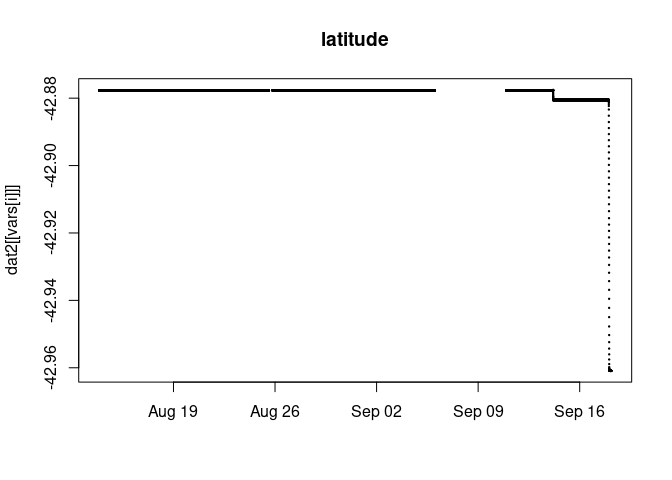 latitude
dat2[[vars[i]]]
-42.88
-42.90
-42.92
-42.94
-42.96
Aug 19
Aug 26
Sep 02
Sep 09
Sep 16